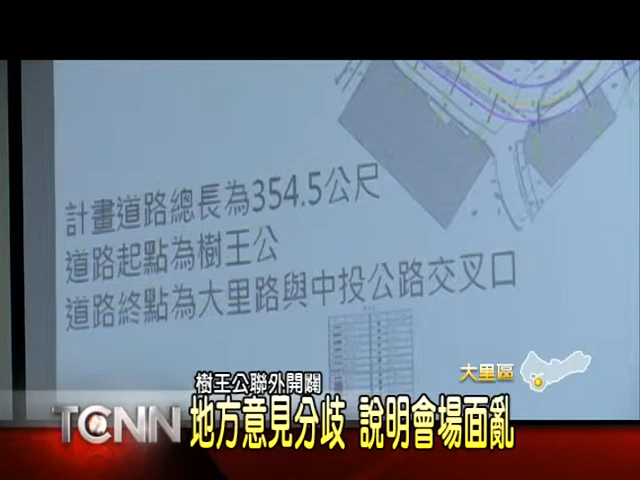 計畫道路總長為354.5公尺
道路起點為樹王公
道路終點為大里路與中投公路交叉口
大里區
樹王公聯外開闢
TCNN
地方意見分歧 說明會場面亂